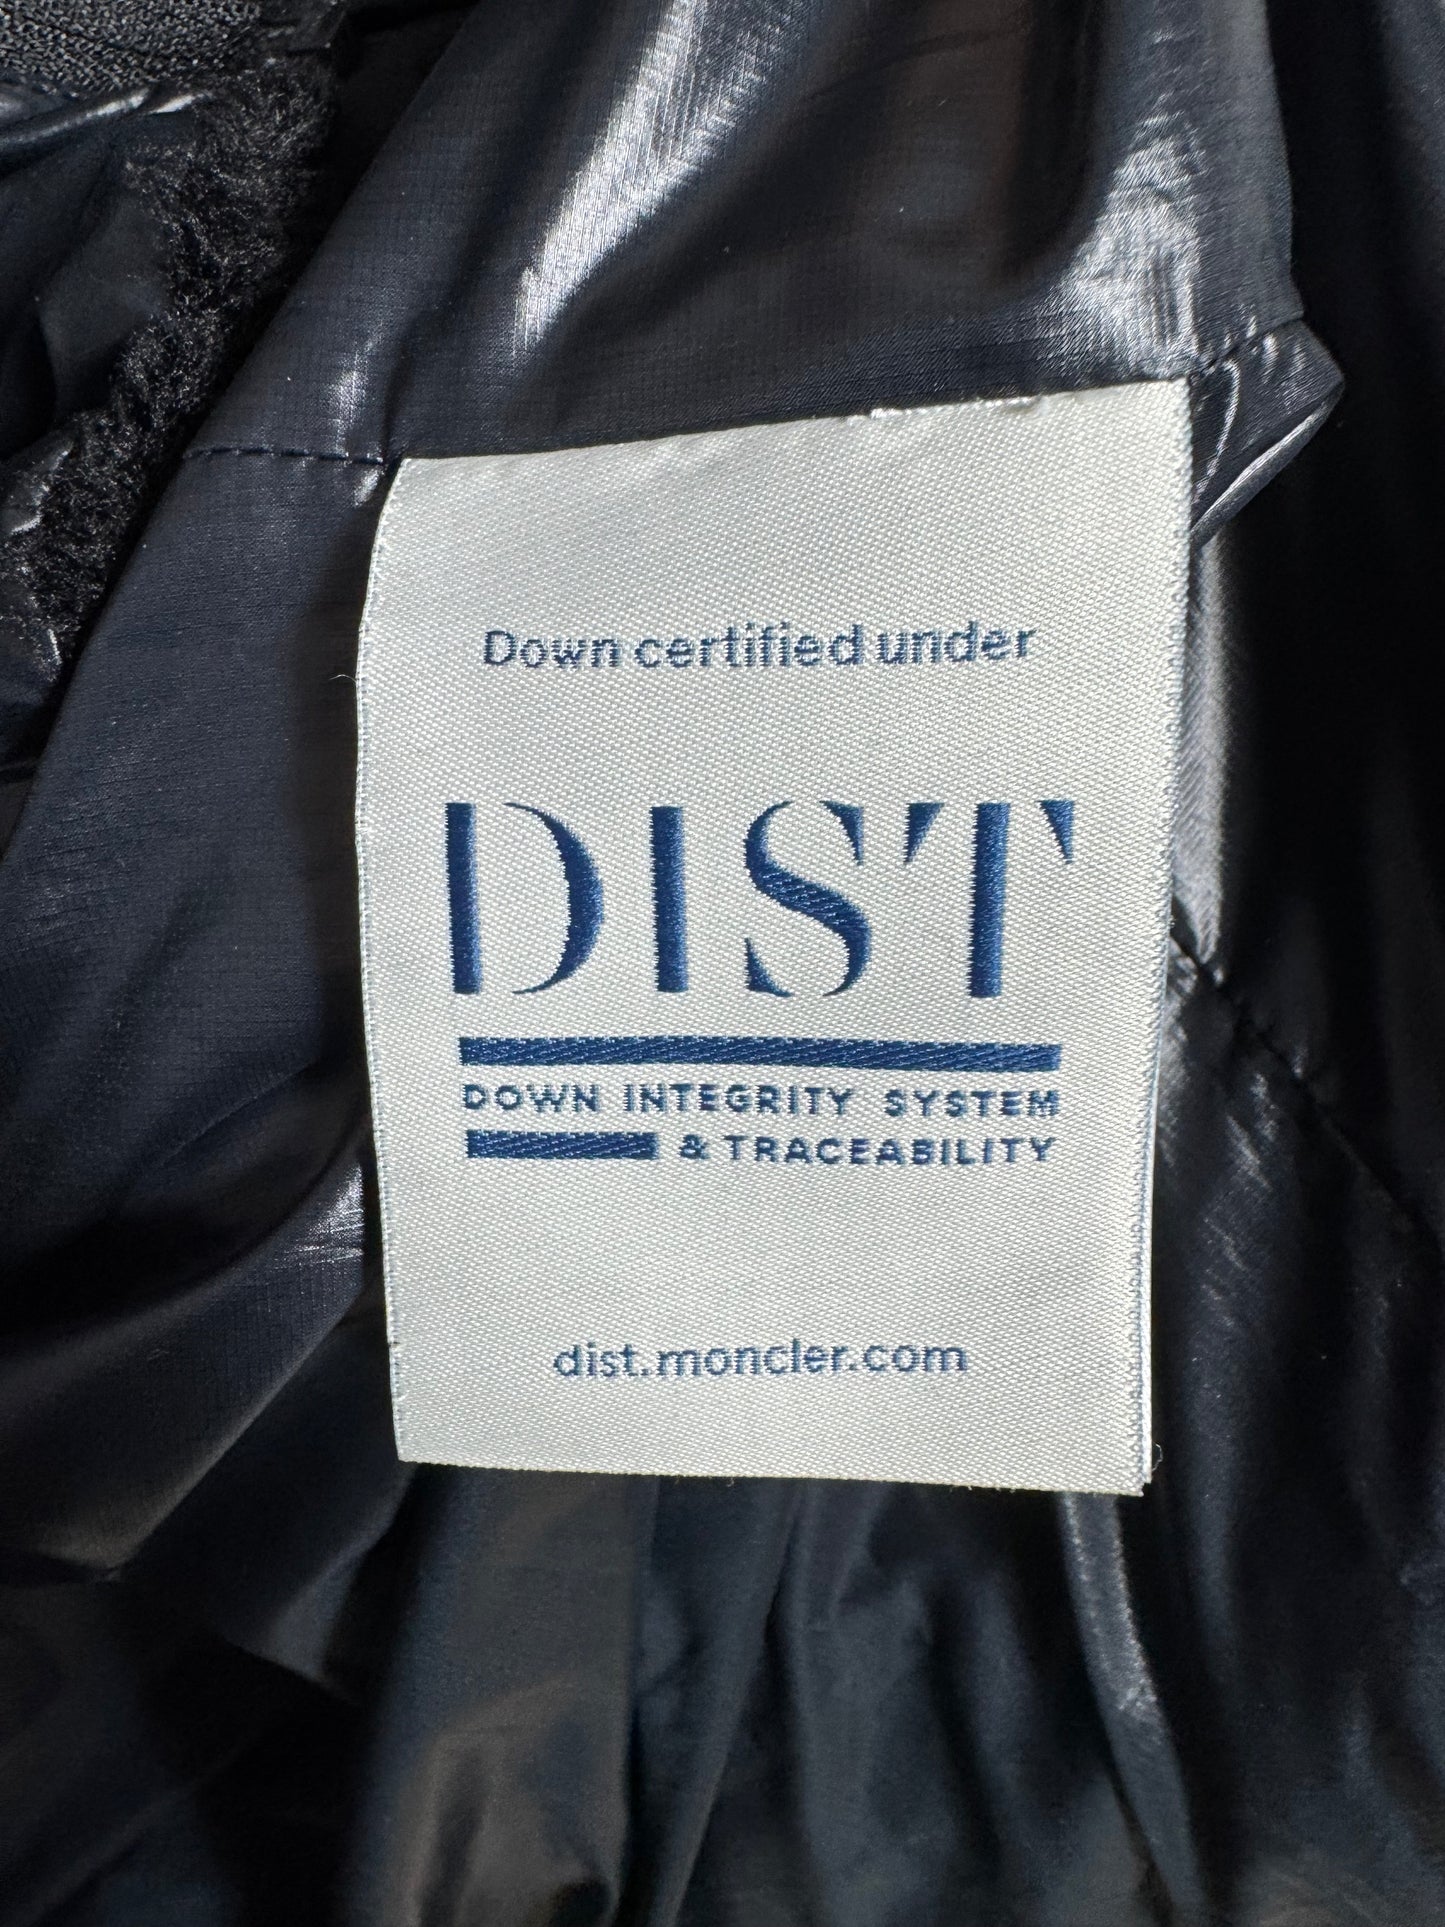 Down certified under
DIST
DOWN INTEGRITY SYSTEM
& TRACEABILITY
dist.moncler.com